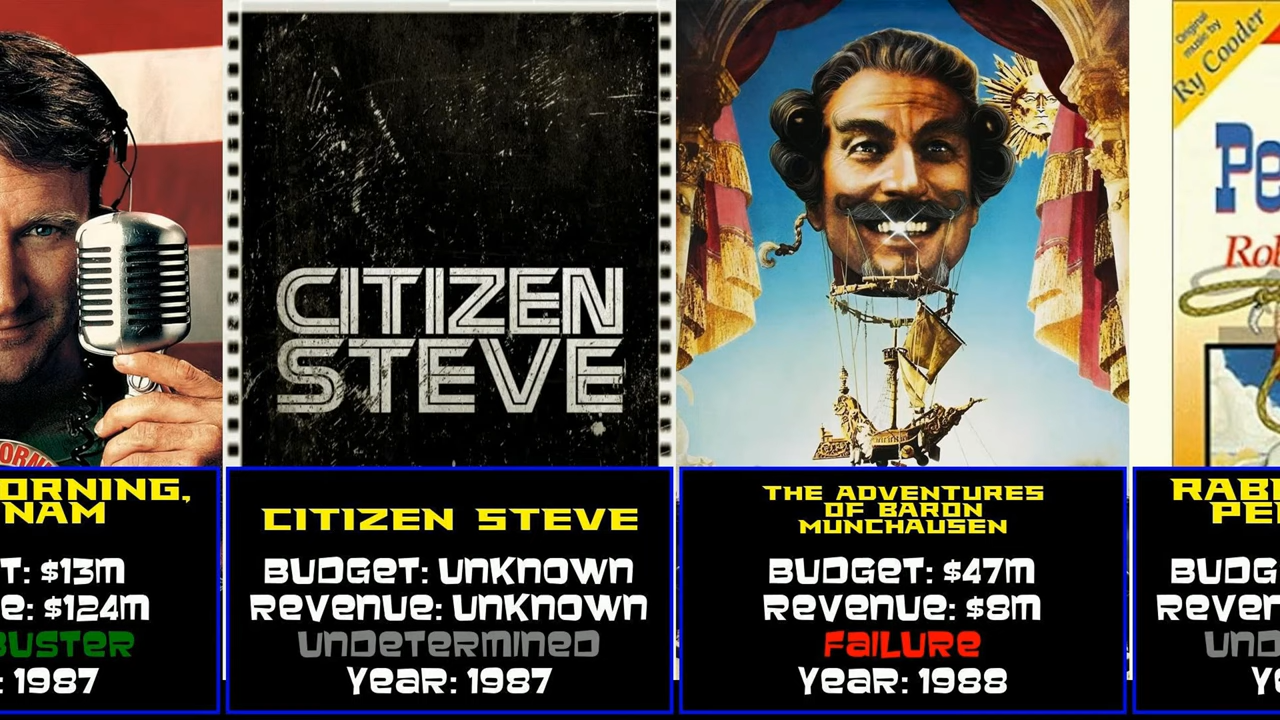 ORNING,
NAM
T: $13M
e: $124M
BUSTER
: 1987
ORN
CITIZEN
STEVE
CITIZEN STEVE
BUDGET: UNKNOWN
REVENUE: UNKNOWN
UNDETERMINED
YEAR: 1987
THE ADVENTURES
OF BARON
MUNCHAUSEN
BUDGET: $47M
REVENUE: $8M
FAILURE
YEAR: 1988
Original
music by
Ry Cooder
Pe
Ro
RAB
PE
BUDG
REVEN
UND
YE